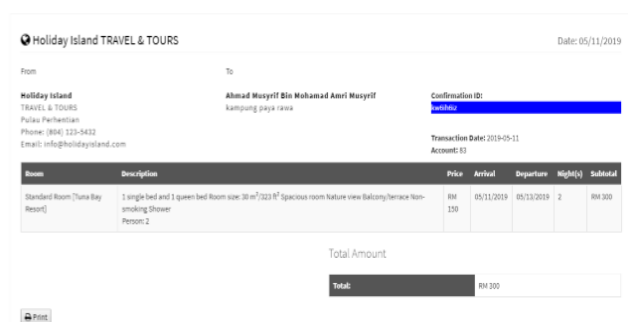 Holiday Island TRAVEL & TOURS
Date: 05/11/2019
From
To
Holiday Island
TRAVEL & TOURS
Pulau Perhentian
Phone: (804) 123-5432
Email: info@holidayisland.com
Ahmad Musyrif Bin Mohamad Amri Musyrif
kampung paya rawa
Confirmation ID:
Transaction Date: 2019-05-11
Account: 83
Room Description Price Arrival Departure Night(s) Subtotal
Standard Room [Tuna Bay Resort]
1 single bed and 1 queen bed Room size: 30 m²/323 ft² Spacious room Nature view Balcony/terrace Non-
smoking Shower
Person: 2
RM
150
05/11/2019
05/13/2019
2
RM 300
Total Amount
Total: RM 300
Print